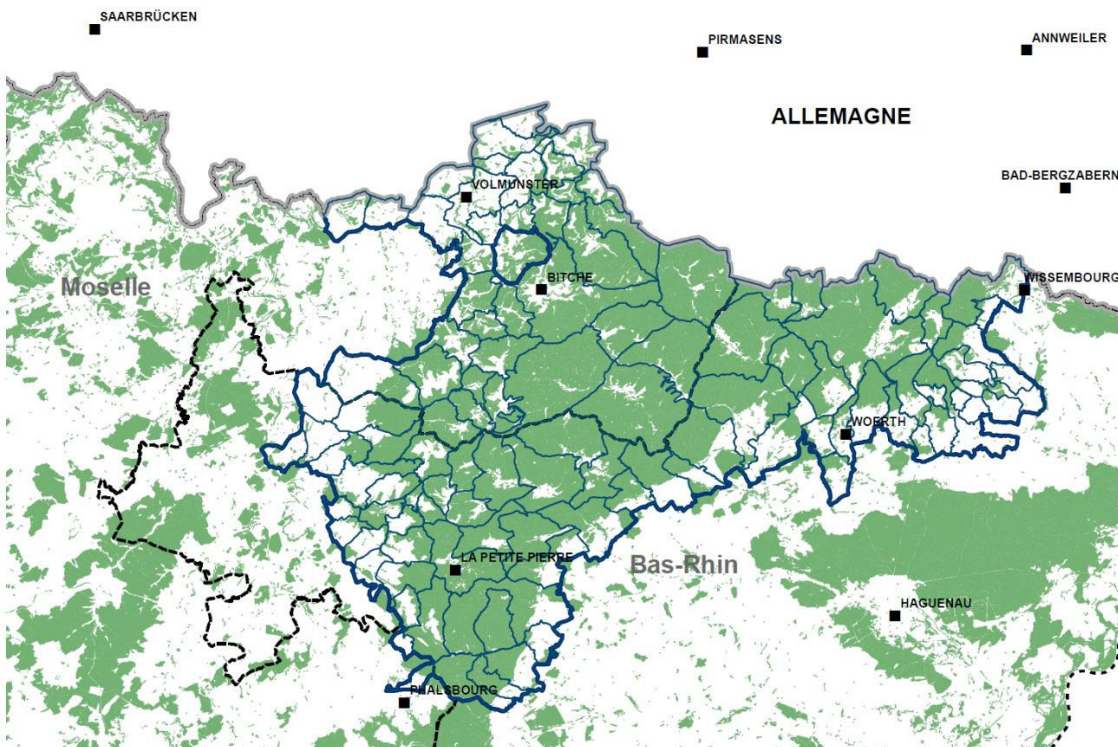 SAARBRÜCKEN
PIRMASENS
ANNWEILER
ALLEMAGNE
BAD-BERGZABERN
VOLMUNSTER
Moselle
BITCHE
WISSEMBOURG
WOERTH
LA PETITE PIERRE
Bas-Rhin
HAGUENAU
PHALSBOURG